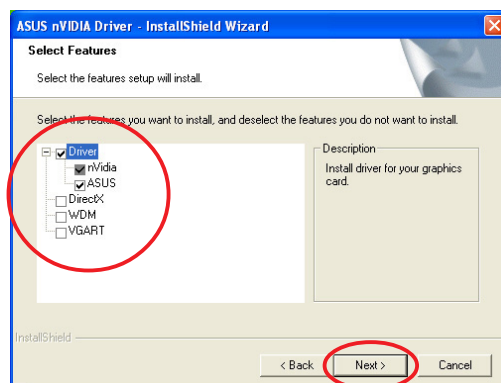 ASUS nVIDIA Driver - InstallShield Wizard
Select Features
Select the features setup will install.
Select the features you want to install, and deselect the features you do not want to install.
Driver
nVidia
ASUS
DirectX
WDM
VGART
Description
Install driver for your graphics
card.
InstallShield
< Back
Next >
Cancel